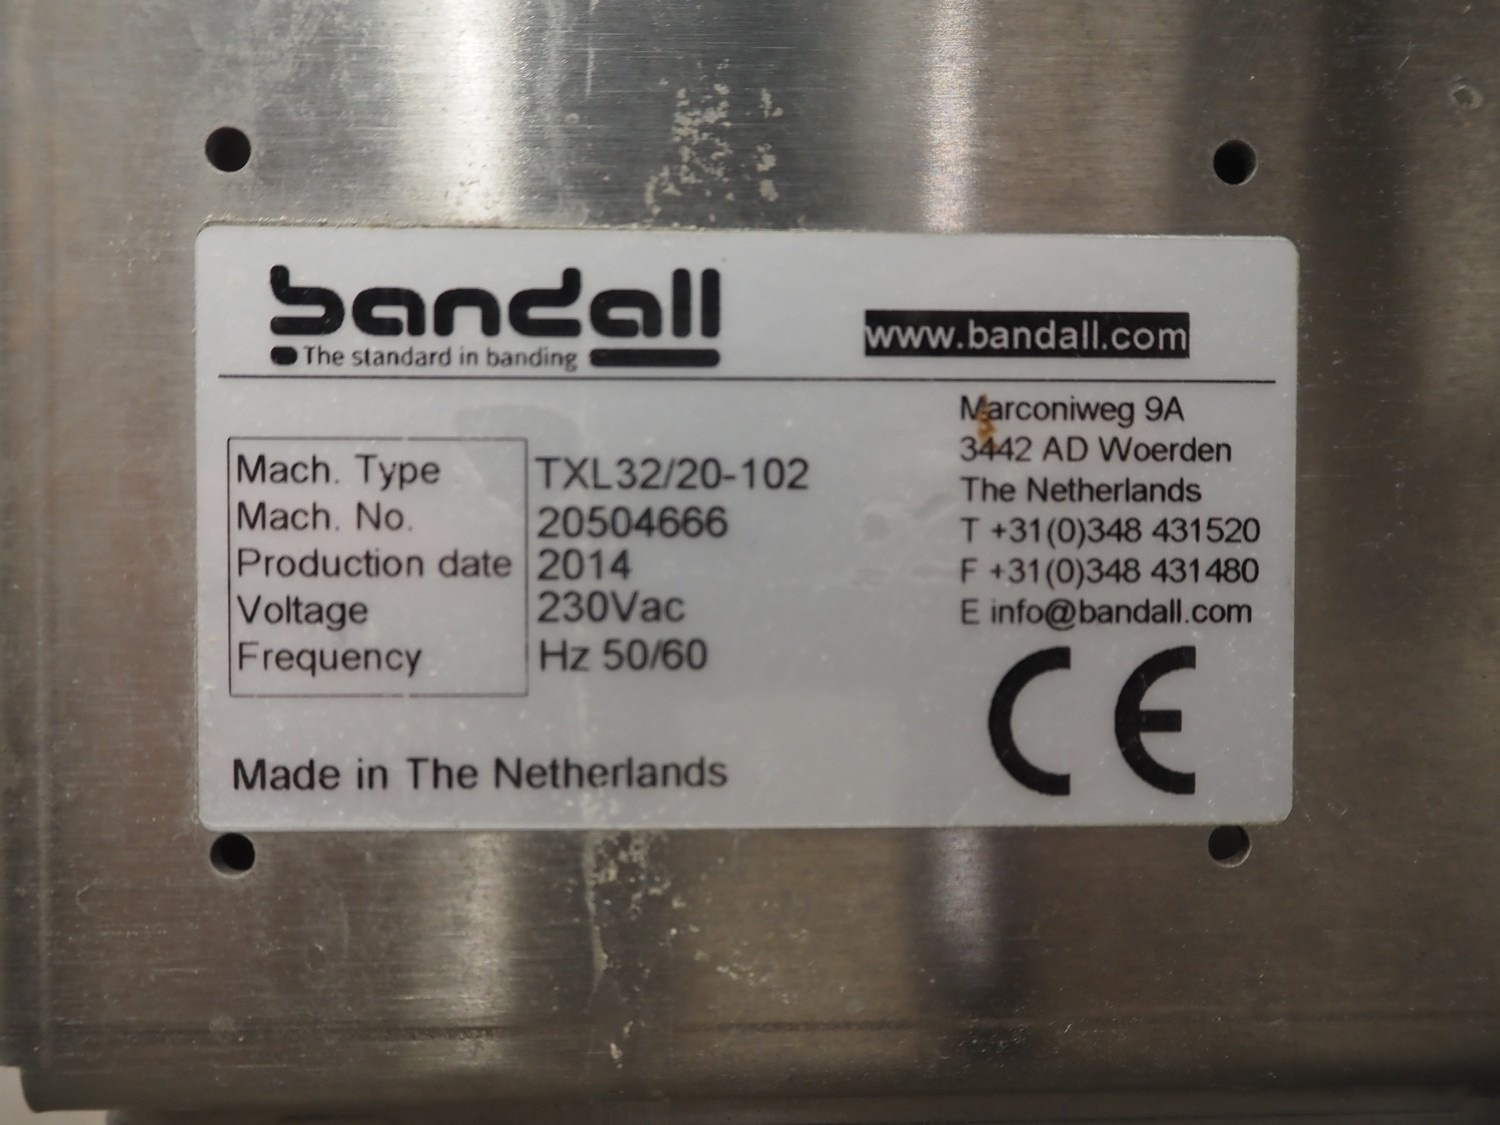 bandall
The standard in banding
www.bandall.com
Mach. Type TXL32/20-102
Mach. No. 20504666
Production date 2014
Voltage 230Vac
Frequency Hz 50/60
Made in The Netherlands
Marconiweg 9A
3442 AD Woerden
The Netherlands
T +31(0)348 431520
F +31(0)348 431480
E info@bandall.com
CE